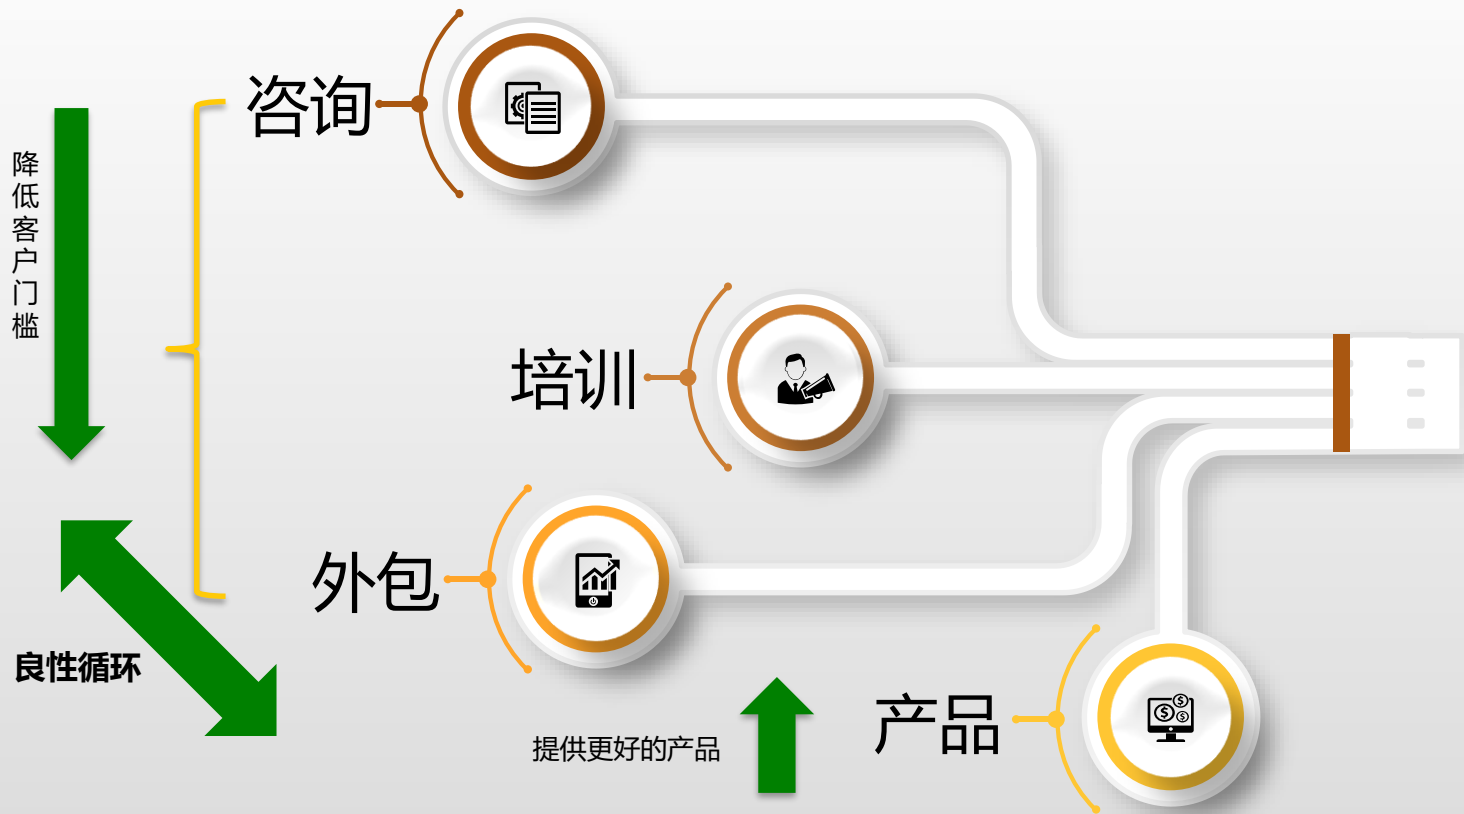 咨询
降低客户门槛
培训
外包
良性循环
产品
提供更好的产品